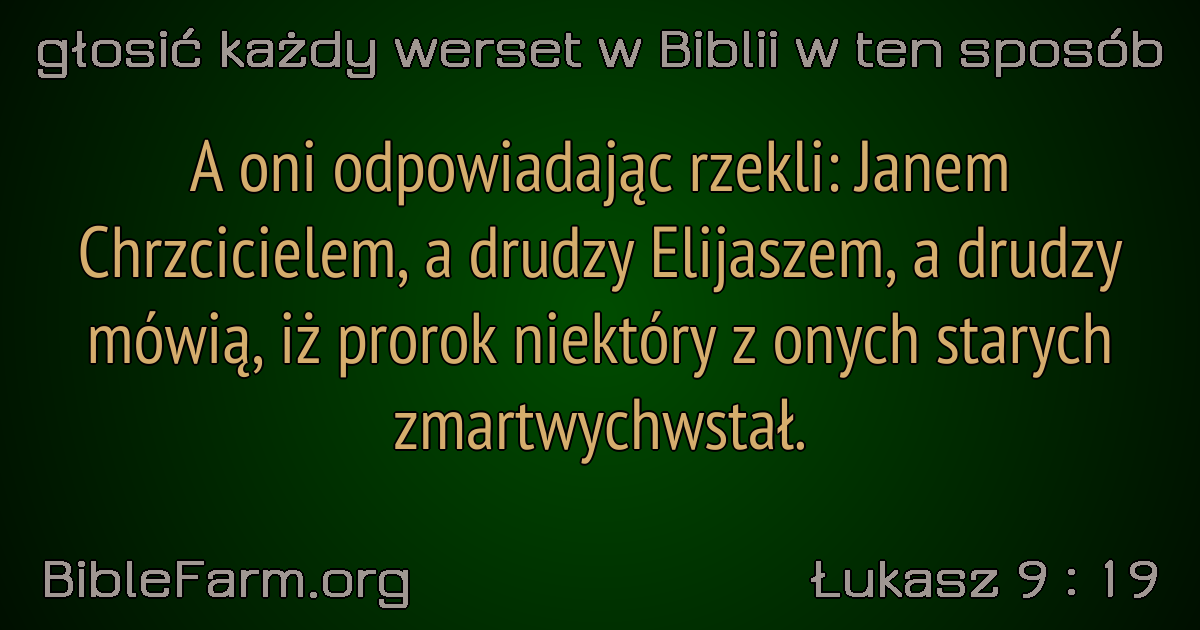 głosić każdy werset w Biblii w ten sposób
A oni odpowiadając rzekli: Janem
Chrzcicielem, a drudzy Elijaszem, a drudzy
mówią, iż prorok niektóry z onych starych
zmartwychwstał.
BibleFarm.org
Łukasz 9 : 19